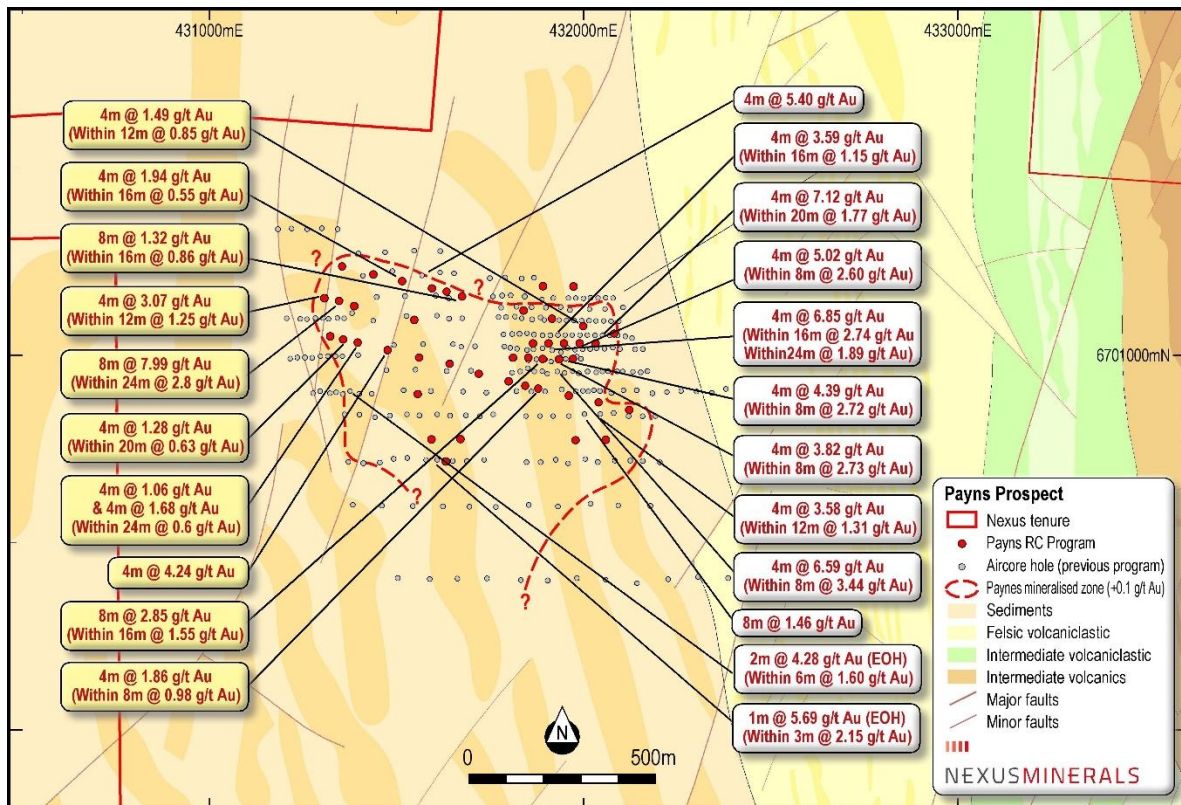 431000mE
432000mE
433000mE
4m @ 1.49 g/t Au
(Within 12m @ 0.85 g/t Au)
4m @ 1.94 g/t Au
(Within 16m @ 0.55 g/t Au)
8m @ 1.32 g/t Au
(Within 16m @ 0.86 g/t Au)
4m @ 3.07 g/t Au
(Within 12m @ 1.25 g/t Au)
8m @ 7.99 g/t Au
(Within 24m @ 2.8 g/t Au)
4m @ 1.28 g/t Au
(Within 20m @ 0.63 g/t Au)
4m @ 1.06 g/t Au
& 4m @ 1.68 g/t Au
(Within 24m @ 0.6 g/t Au)
4m @ 4.24 g/t Au
8m @ 2.85 g/t Au
(Within 16m @ 1.55 g/t Au)
4m @ 1.86 g/t Au
(Within 8m @ 0.98 g/t Au)
?
?
?
?
4m @ 5.40 g/t Au
4m @ 3.59 g/t Au
(Within 16m @ 1.15 g/t Au)
4m @ 7.12 g/t Au
(Within 20m @ 1.77 g/t Au)
4m @ 5.02 g/t Au
(Within 8m @ 2.60 g/t Au)
4m @ 6.85 g/t Au
(Within 16m @ 2.74 g/t Au
Within24m @ 1.89 g/t Au)
4m @ 4.39 g/t Au
(Within 8m @ 2.72 g/t Au)
4m @ 3.82 g/t Au
(Within 8m @ 2.73 g/t Au)
4m @ 3.58 g/t Au
(Within 12m @ 1.31 g/t Au)
4m @ 6.59 g/t Au
(Within 8m @ 3.44 g/t Au)
8m @ 1.46 g/t Au
2m @ 4.28 g/t Au (EOH)
(Within 6m @ 1.60 g/t Au)
1m @ 5.69 g/t Au (EOH)
(Within 3m @ 2.15 g/t Au)
6701000mN
N
0
500m
Payns Prospect
Nexus tenure
Payns RC Program
Aircore hole (previous program)
Paynes mineralised zone (+0.1 g/t Au)
Sediments
Felsic volcaniclastic
Intermediate volcaniclastic
Intermediate volcanics
Major faults
Minor faults
NEXUSMINERALS